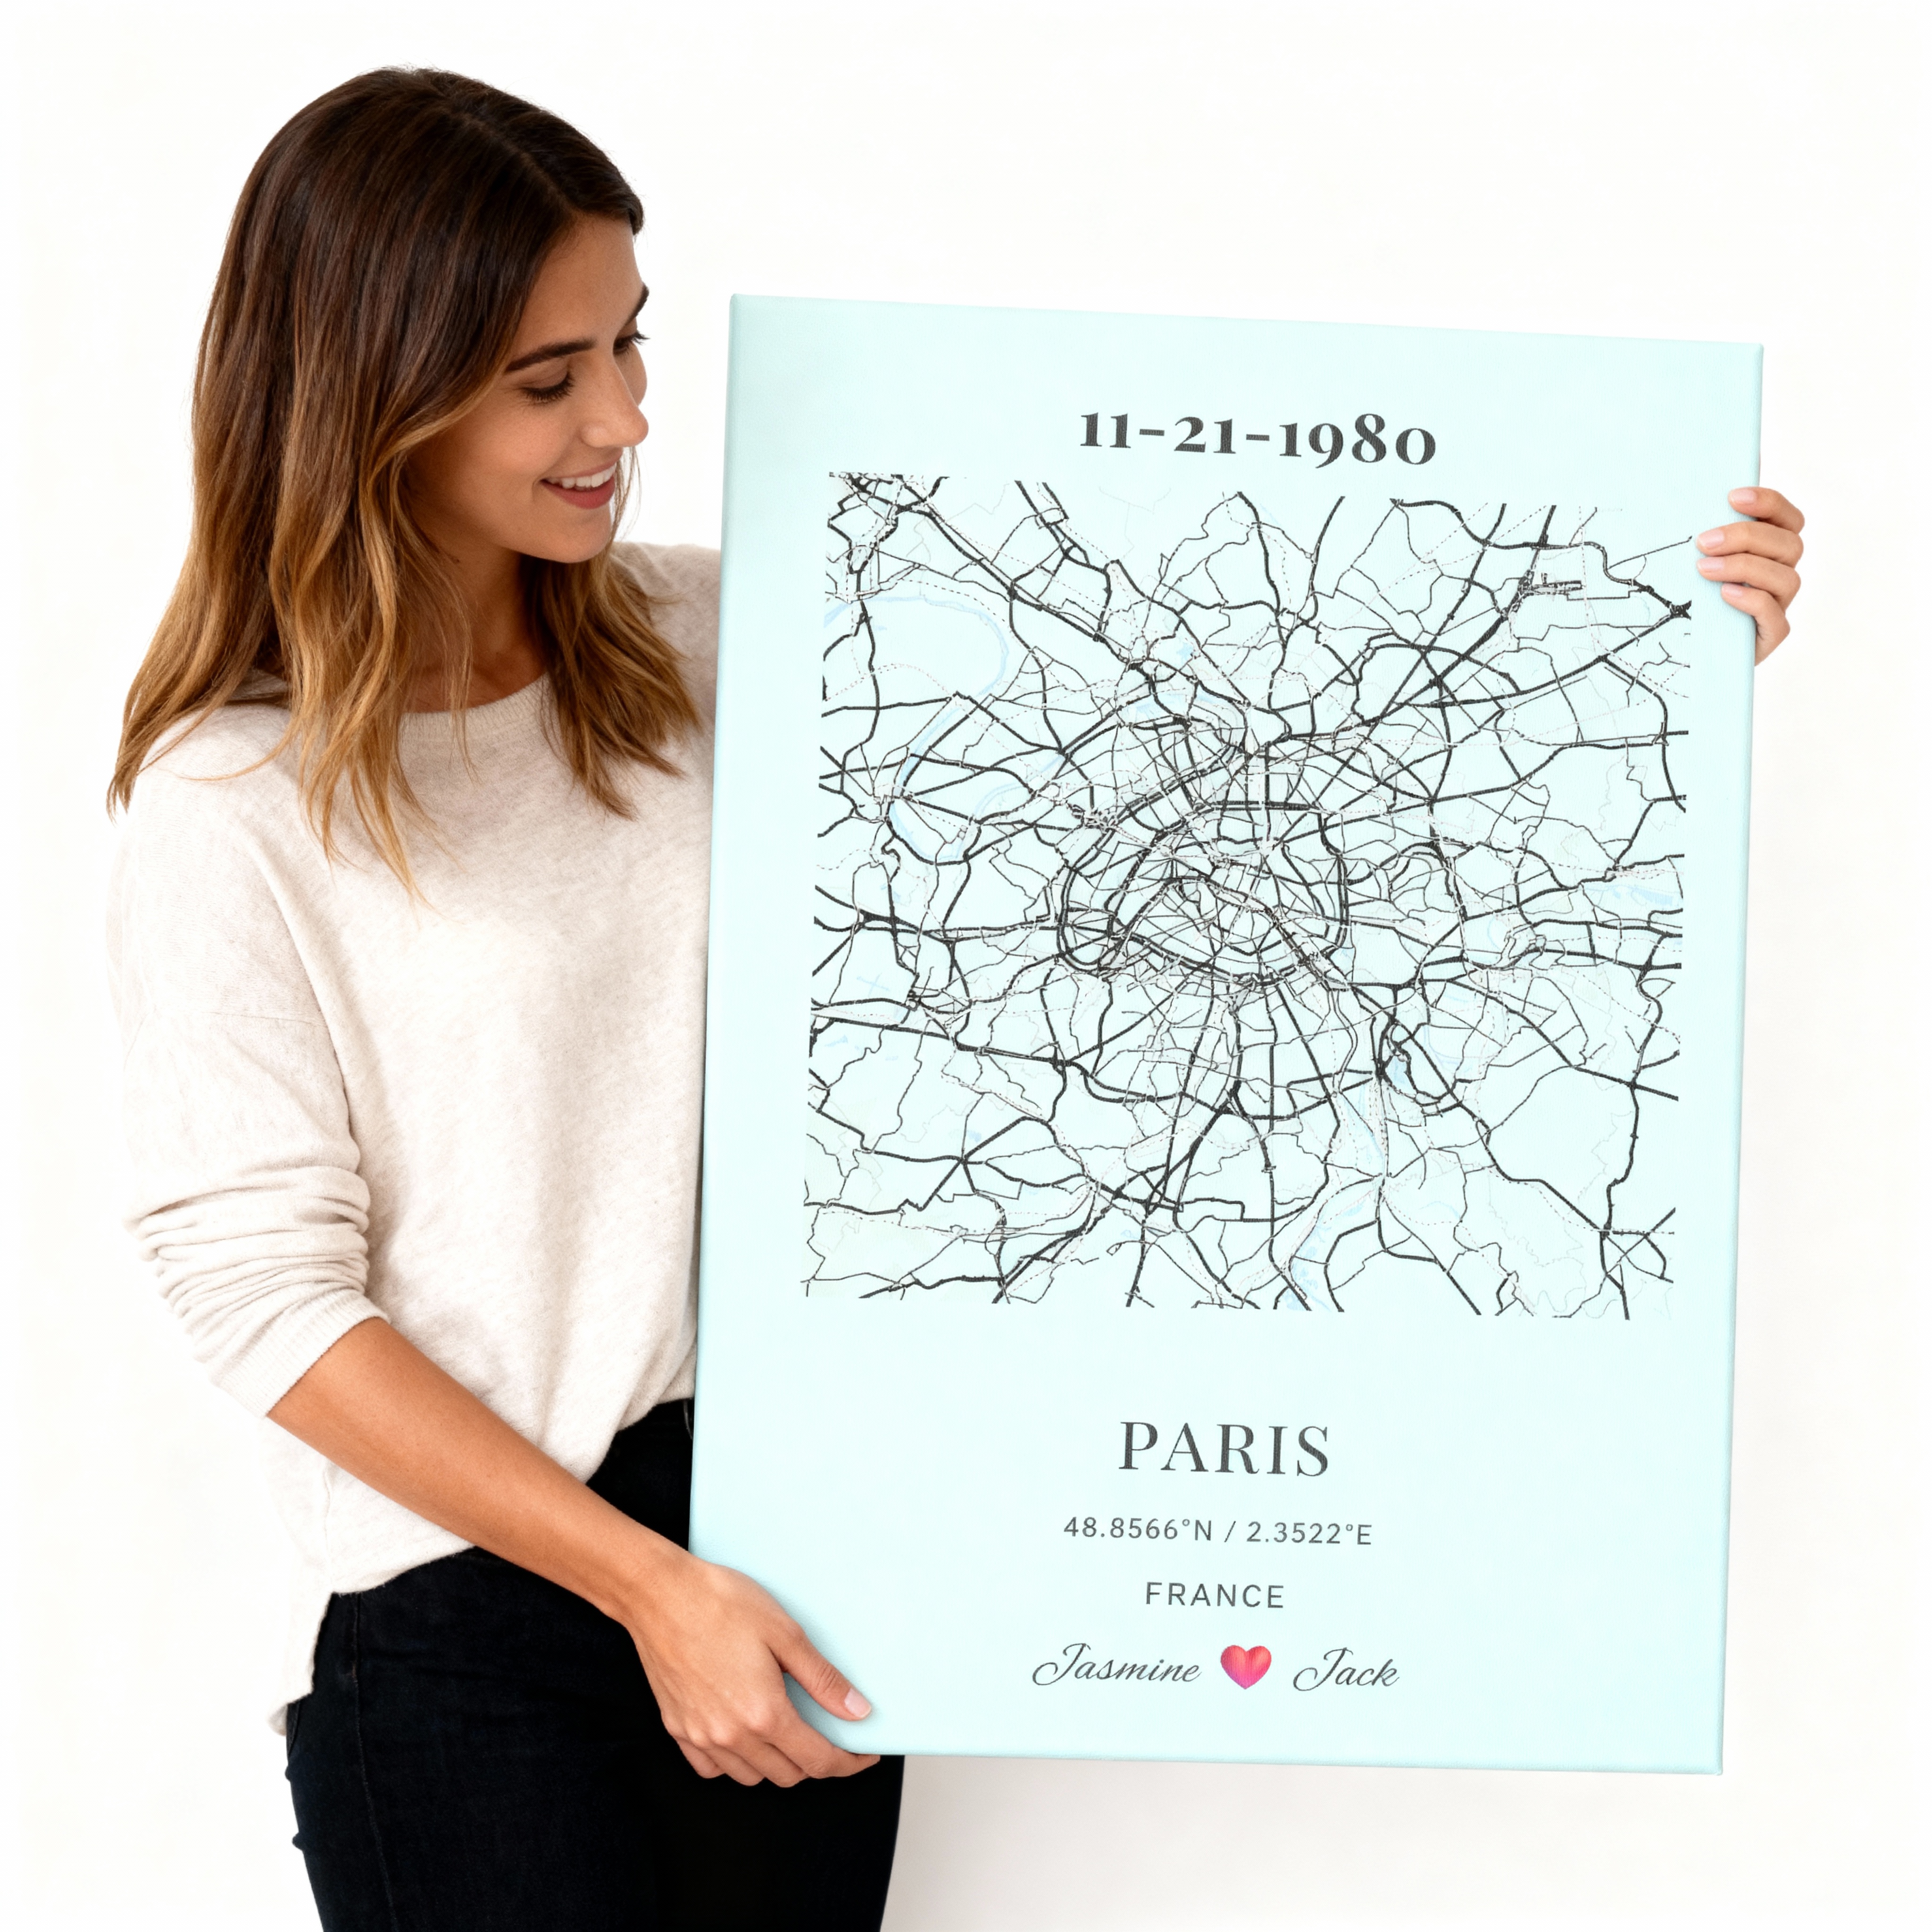 11-21-1980
PARIS
48.8566°N / 2.3522°E
FRANCE
Jasmine ❤ Jack